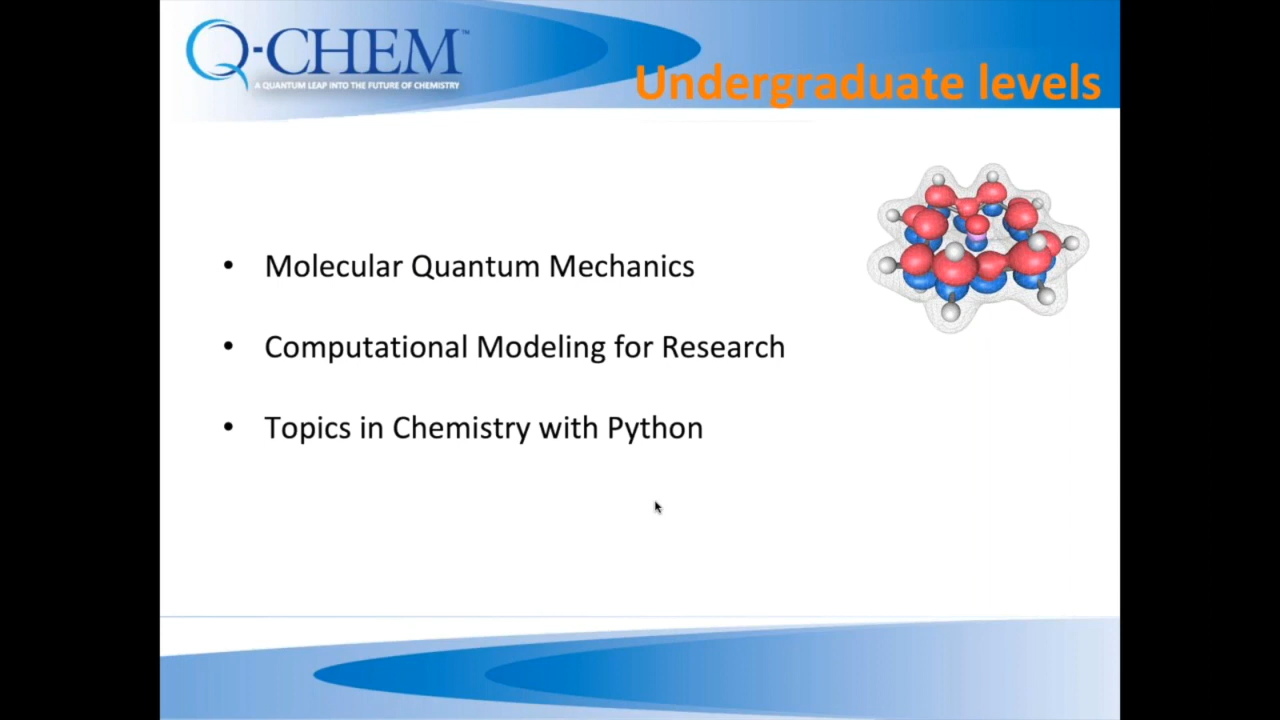 Q-CHEM™
A QUANTUM LEAP INTO THE FUTURE OF CHEMISTRY
Undergraduate levels
• Molecular Quantum Mechanics
• Computational Modeling for Research
• Topics in Chemistry with Python